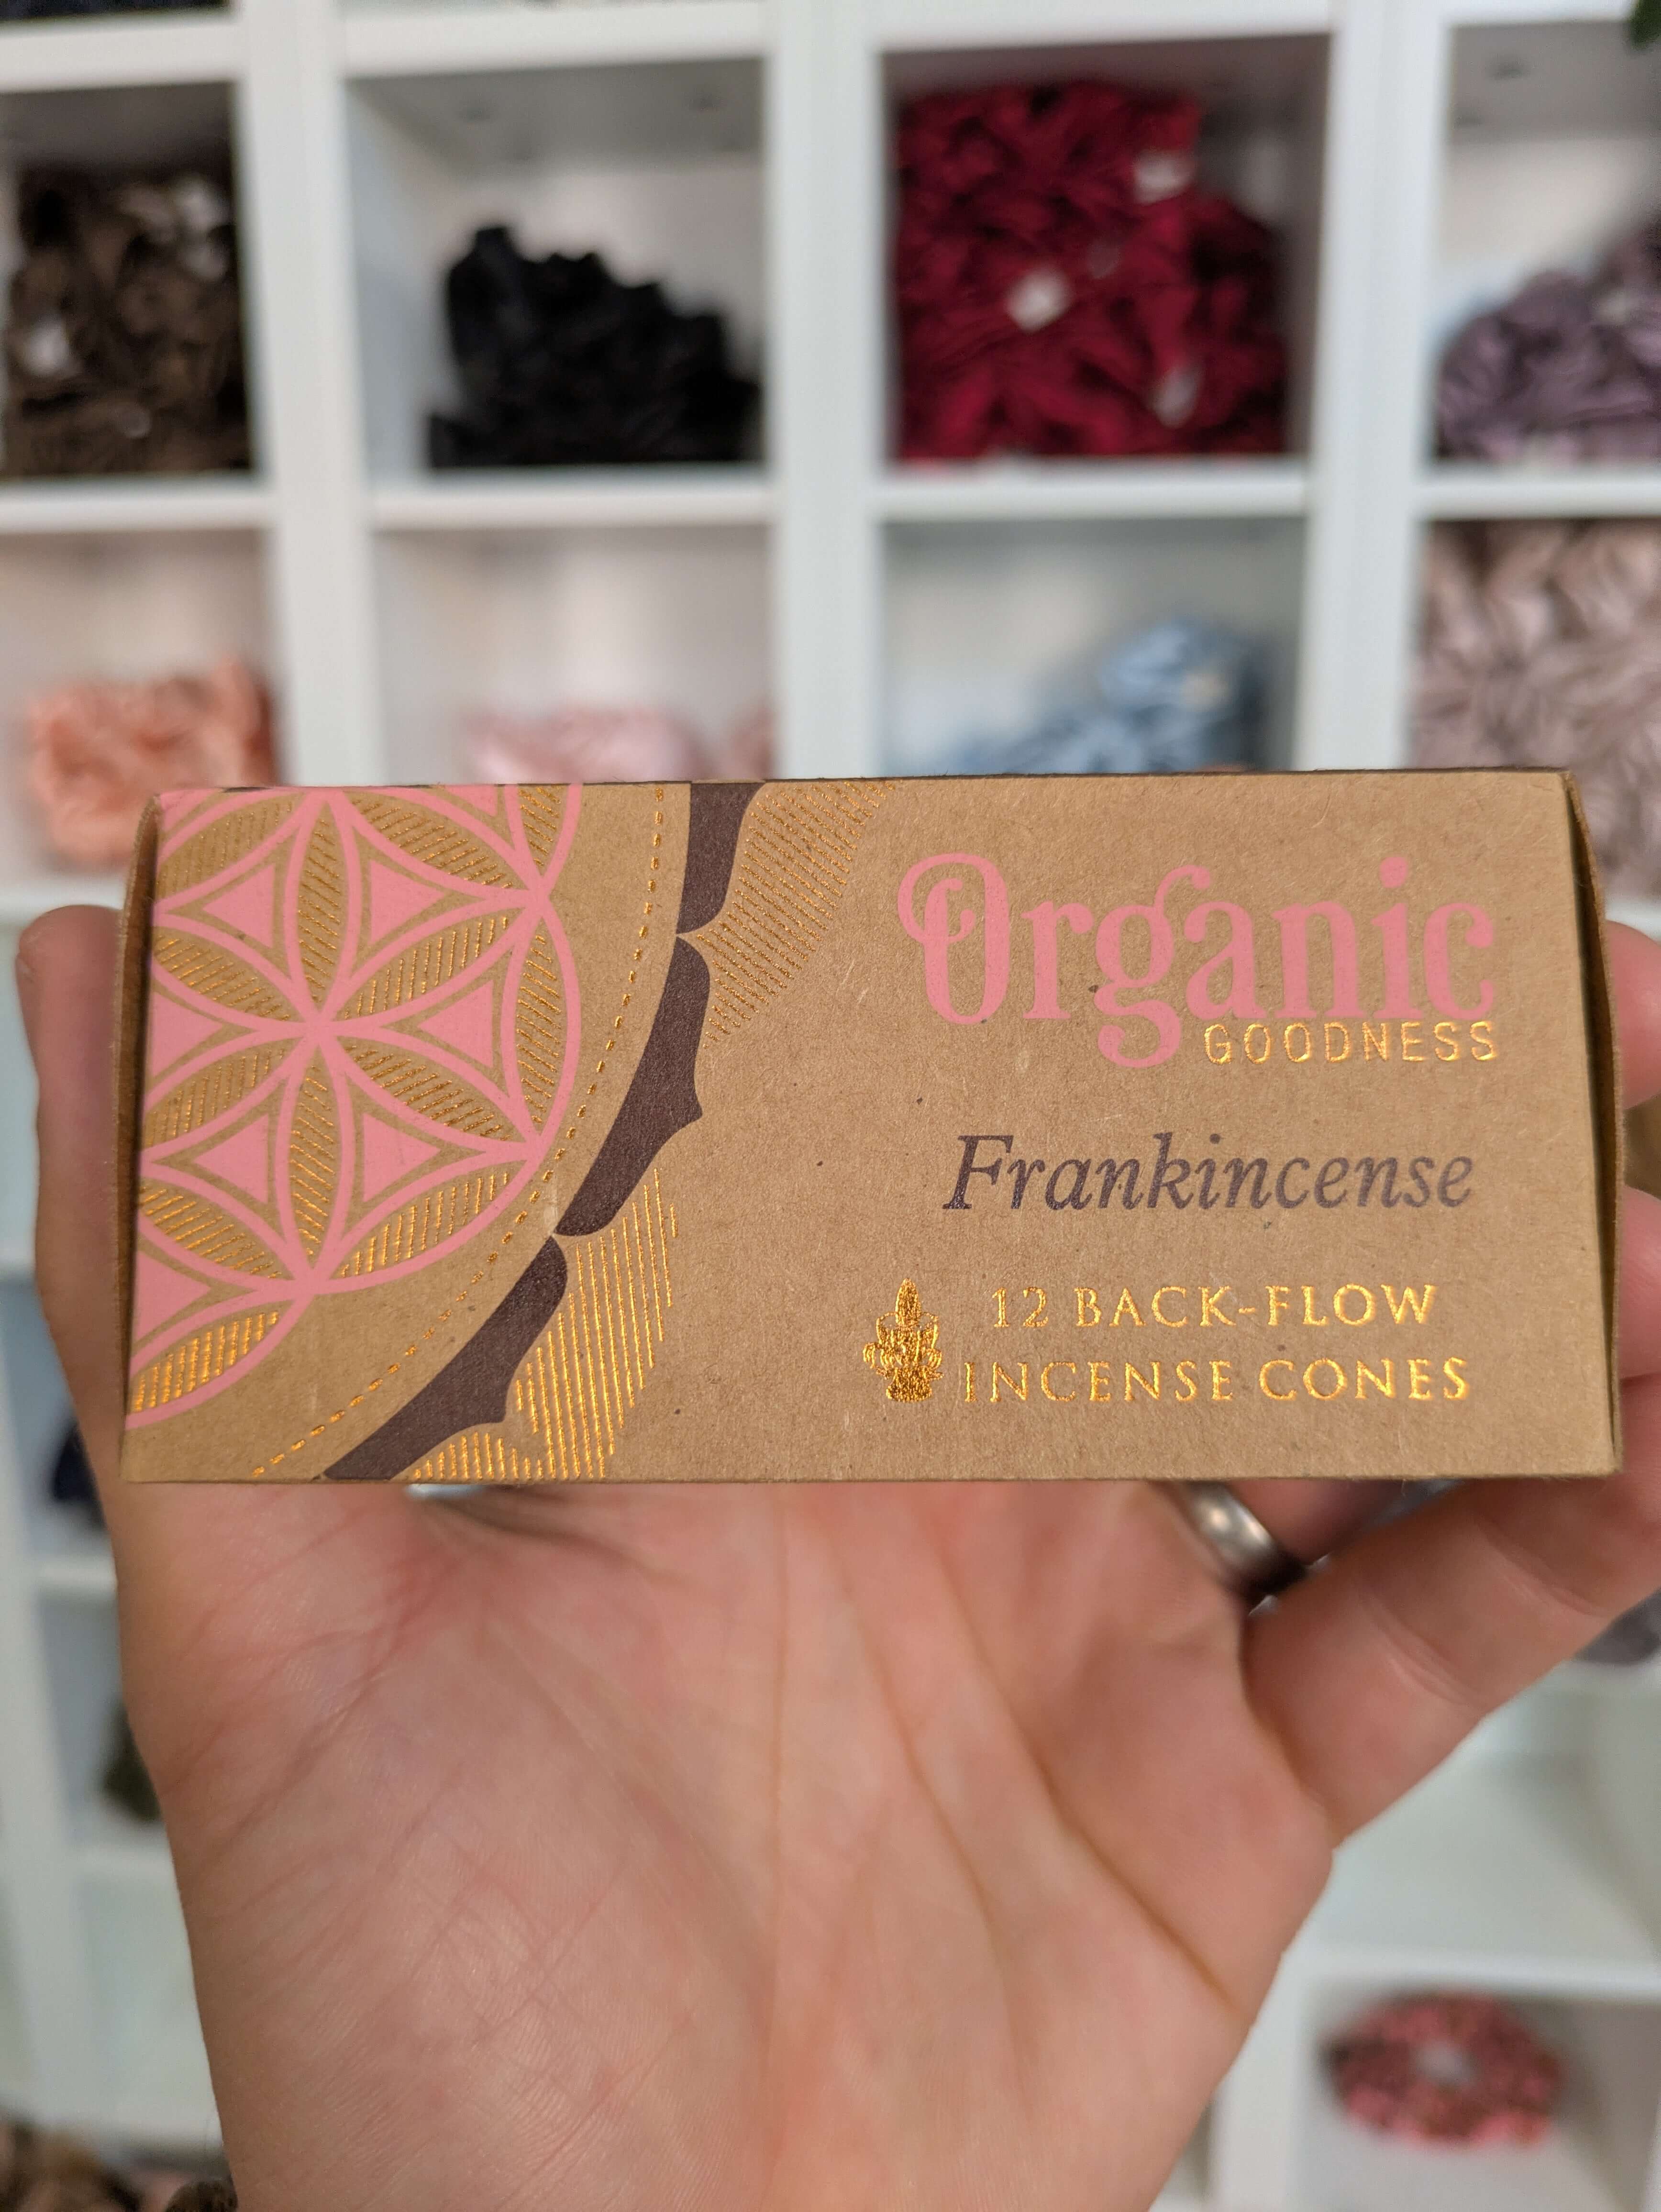 Organic
GOODNESS
Frankincense
12 BACK-FLOW
INCENSE CONES